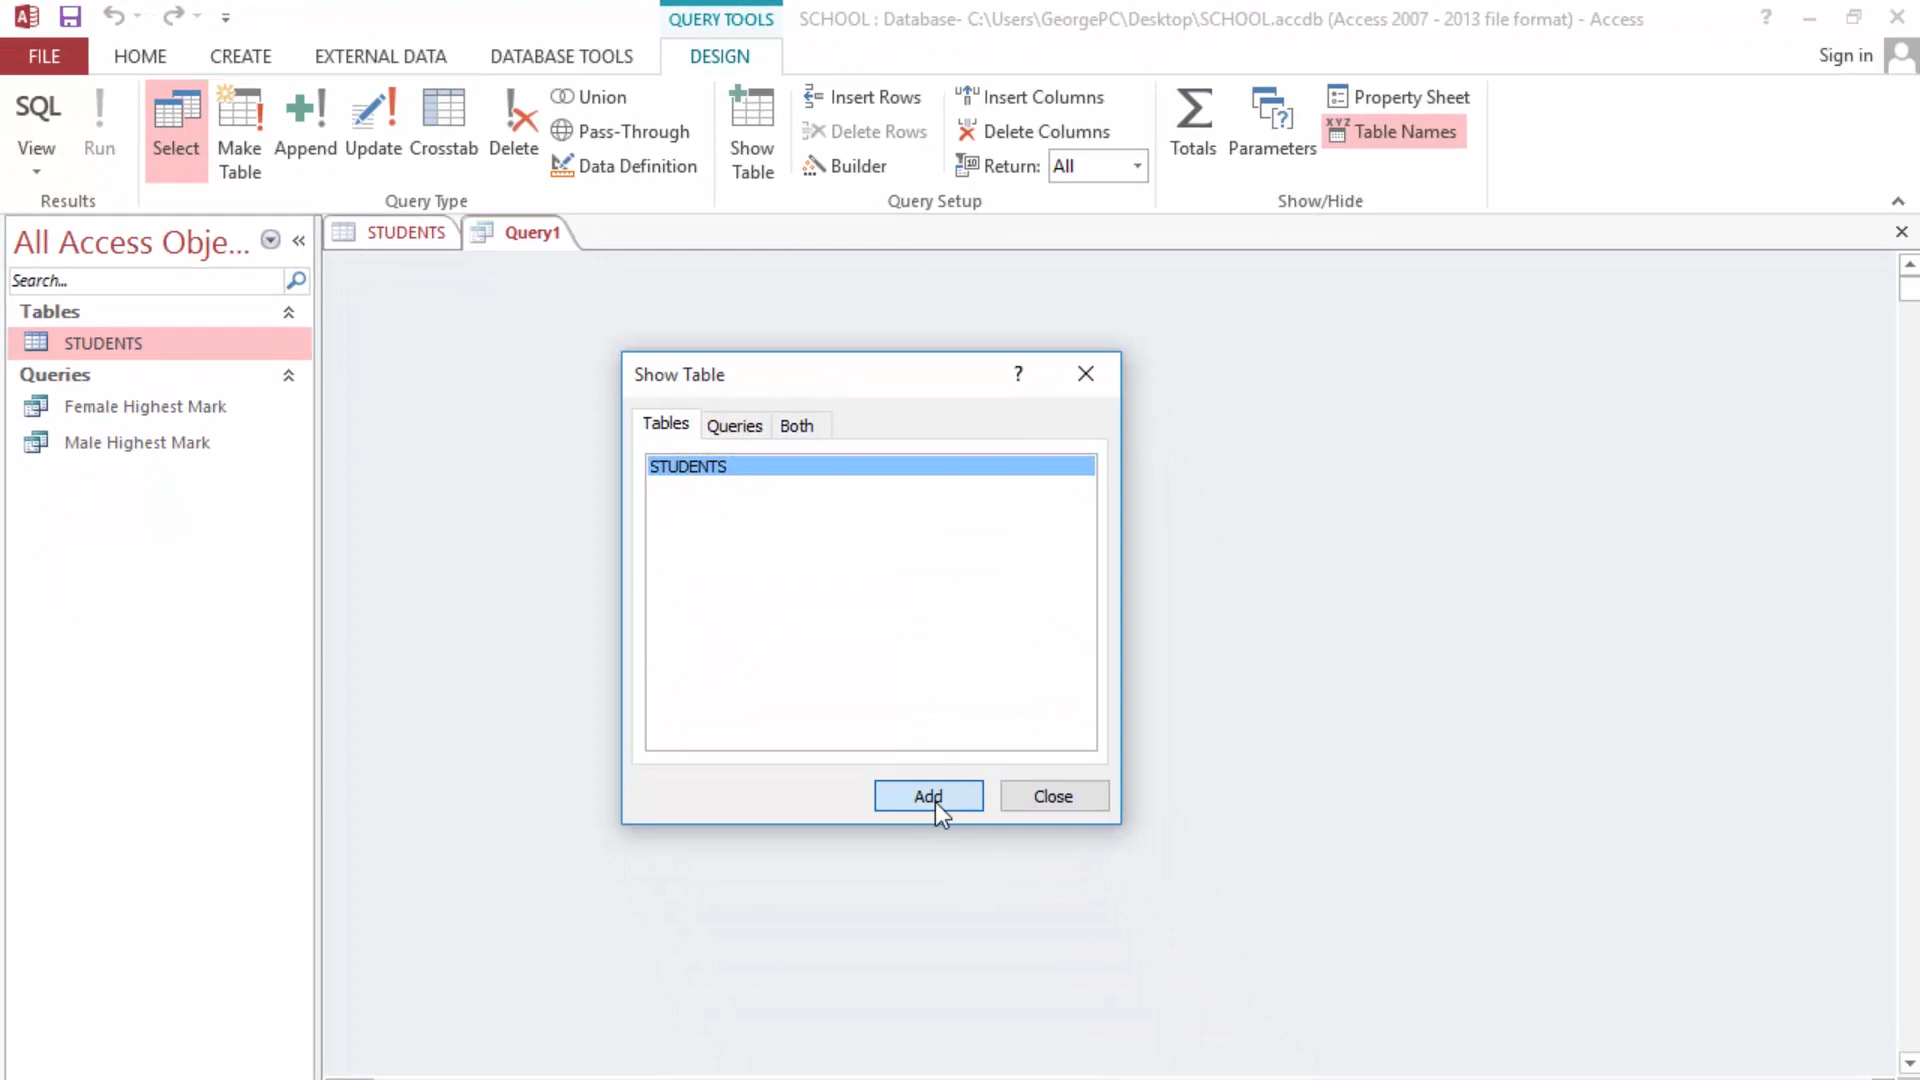 QUERY TOOLS
SCHOOL : Database- C:\Users\GeorgePC\Desktop\SCHOOL.accdb (Access 2007 - 2013 file format) - Access
?
FILE HOME CREATE EXTERNAL DATA DATABASE TOOLS DESIGN Sign in
SQL
View
Run
Results
Select
Make
Table
Append
Update
Crosstab
Delete
Union
Pass-Through
Data Definition
Query Type
Show
Table
Insert Rows
Delete Rows
Builder
Insert Columns
Delete Columns
Return: All
Query Setup
Totals
Parameters
Property Sheet
XYZ Table Names
Show/Hide
All Access Obje...
Search...
Tables
STUDENTS
Queries
Female Highest Mark
Male Highest Mark
STUDENTS Query1
Show Table ?
Tables Queries Both
STUDENTS
Add Close